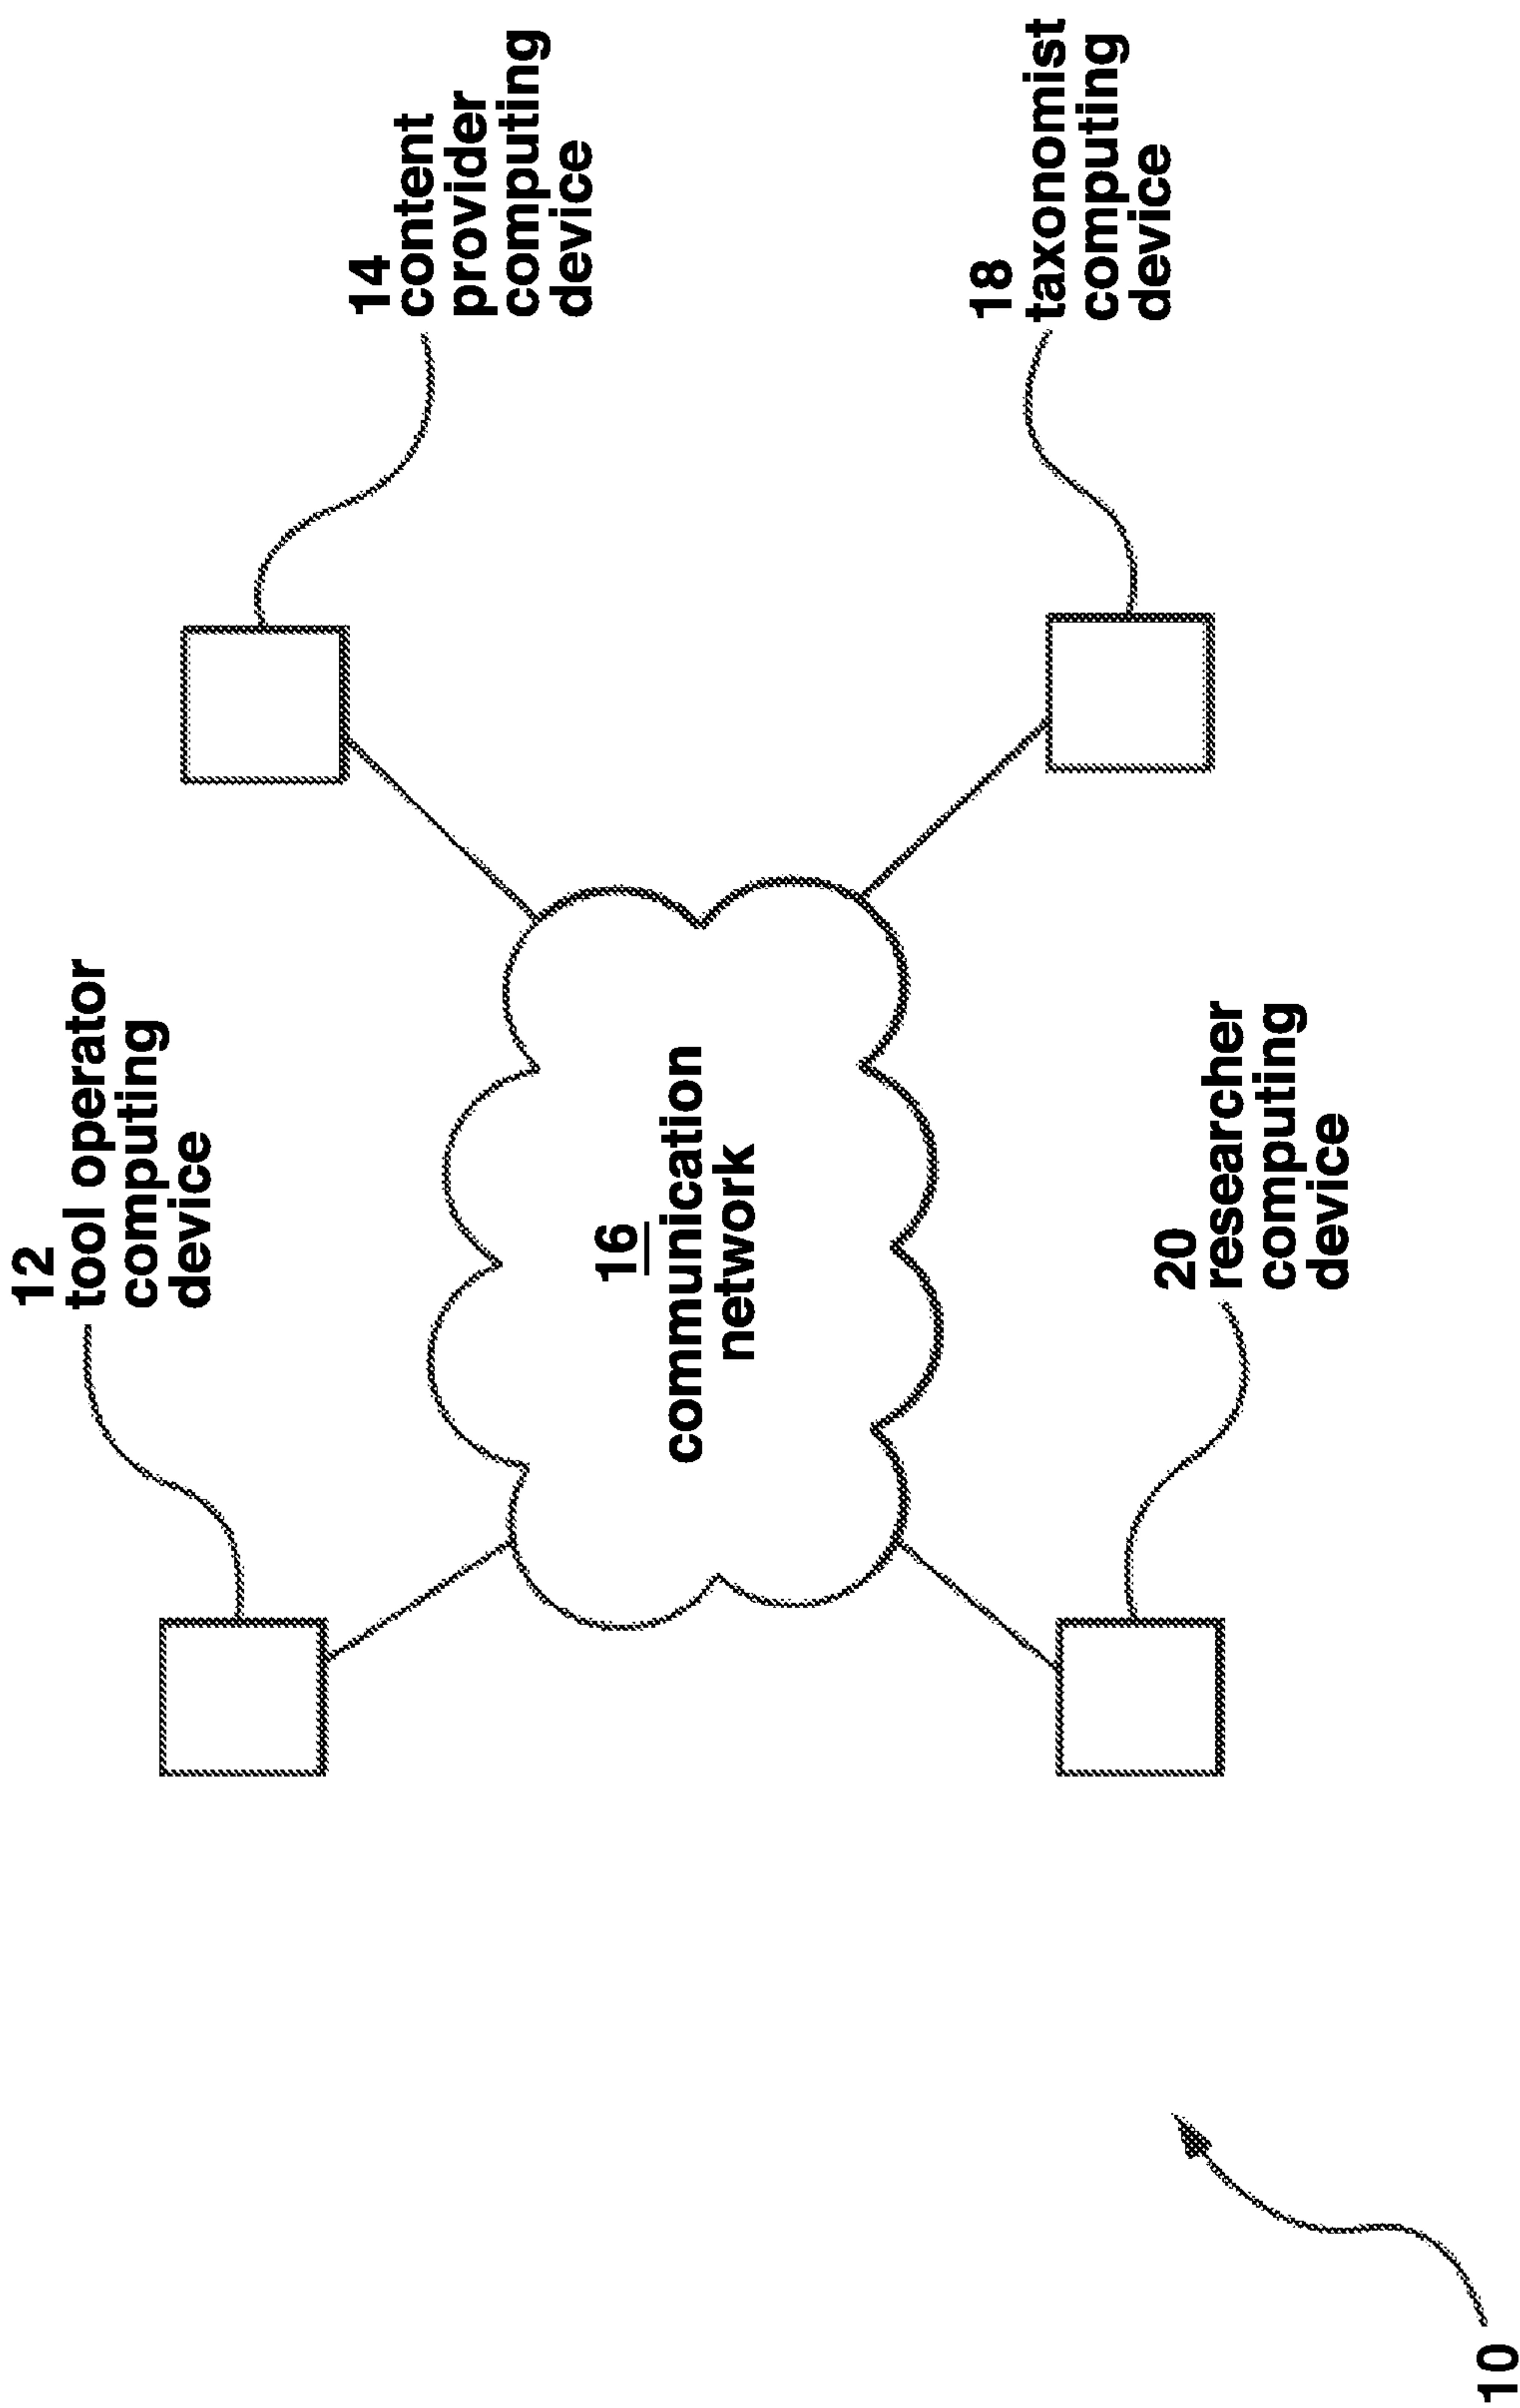 12
tool operator
computing
device
14
content
provider
computing
device
16
communication
network
20
researcher
computing
device
18
taxonomist
computing
device
10